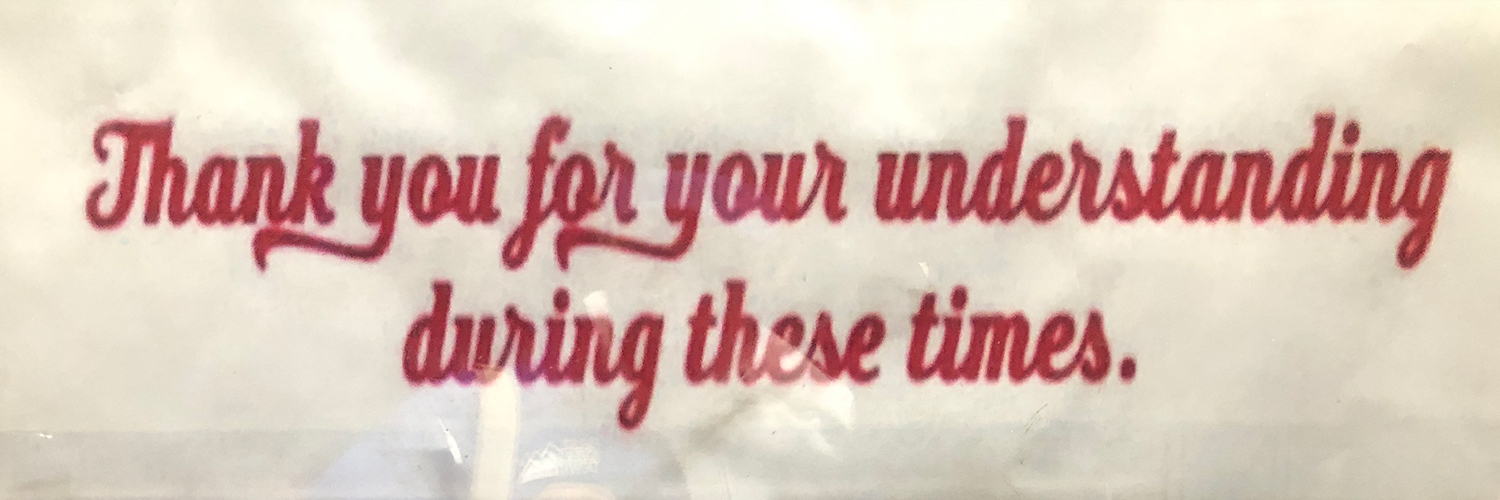 Thank you for your understanding
during these times.